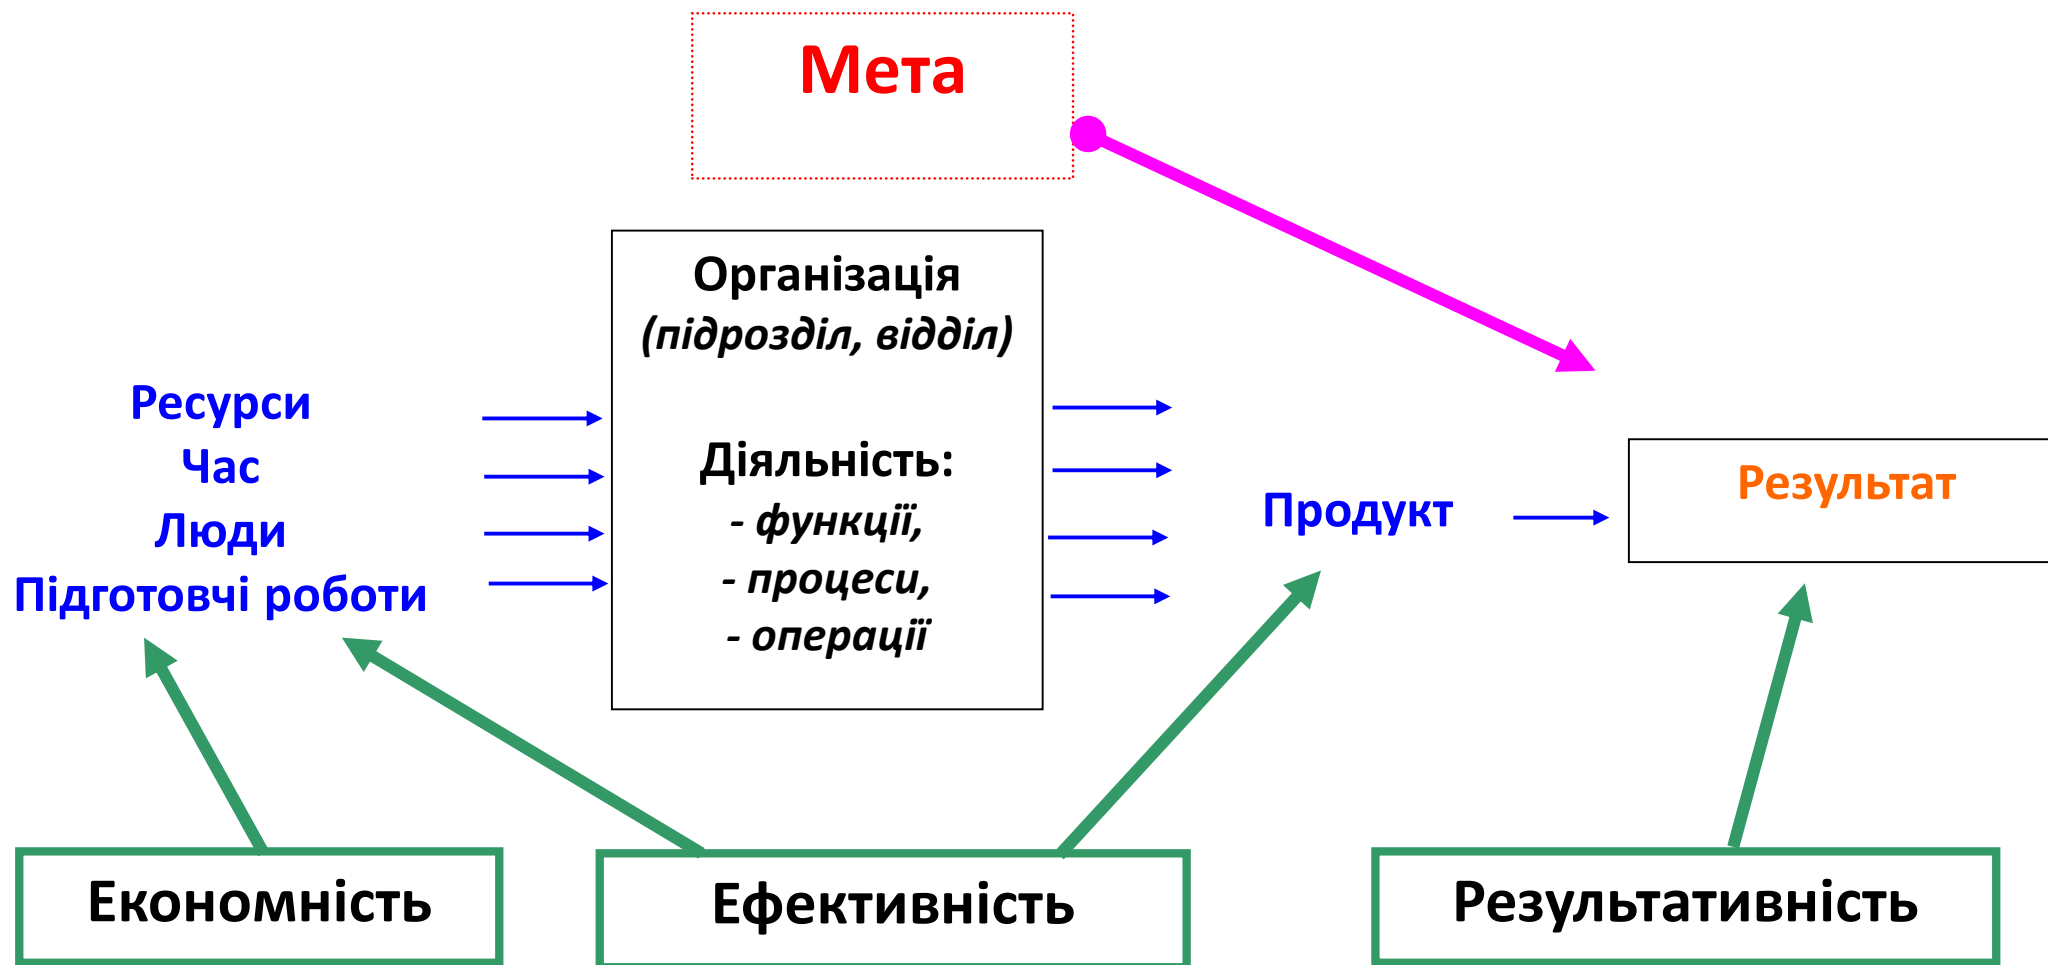 Мета
Організація
(підрозділ, відділ)
Діяльність:
- функції,
- процеси,
- операції
Ресурси
Час
Люди
Підготовчі роботи
Продукт
Результат
Економність
Ефективність
Результативність